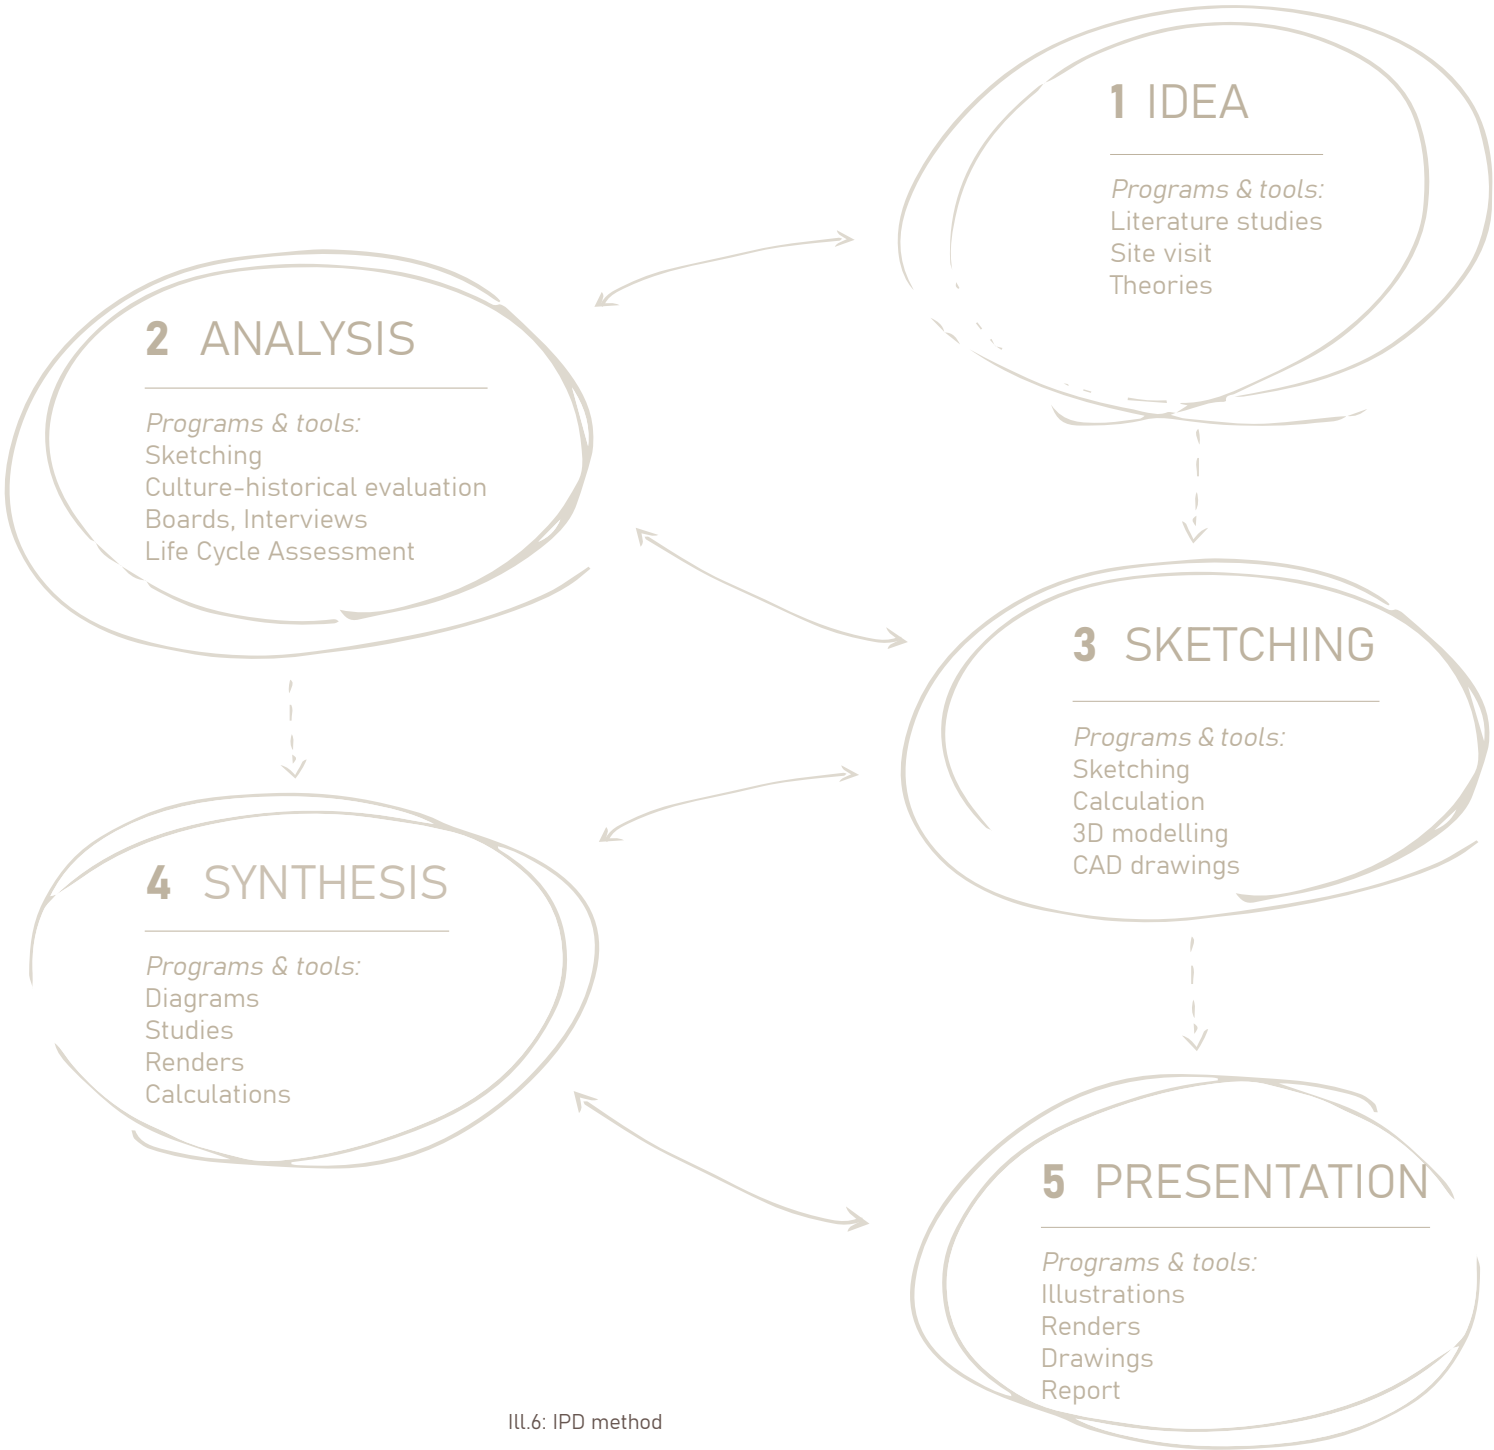 1 IDEA
Programs & tools:
Literature studies
Site visit
Theories
2 ANALYSIS
Programs & tools:
Sketching
Culture-historical evaluation
Boards, Interviews
Life Cycle Assessment
3 SKETCHING
Programs & tools:
Sketching
Calculation
3D modelling
CAD drawings
4 SYNTHESIS
Programs & tools:
Diagrams
Studies
Renders
Calculations
5 PRESENTATION
Programs & tools:
Illustrations
Renders
Drawings
Report
Ill.6: IPD method